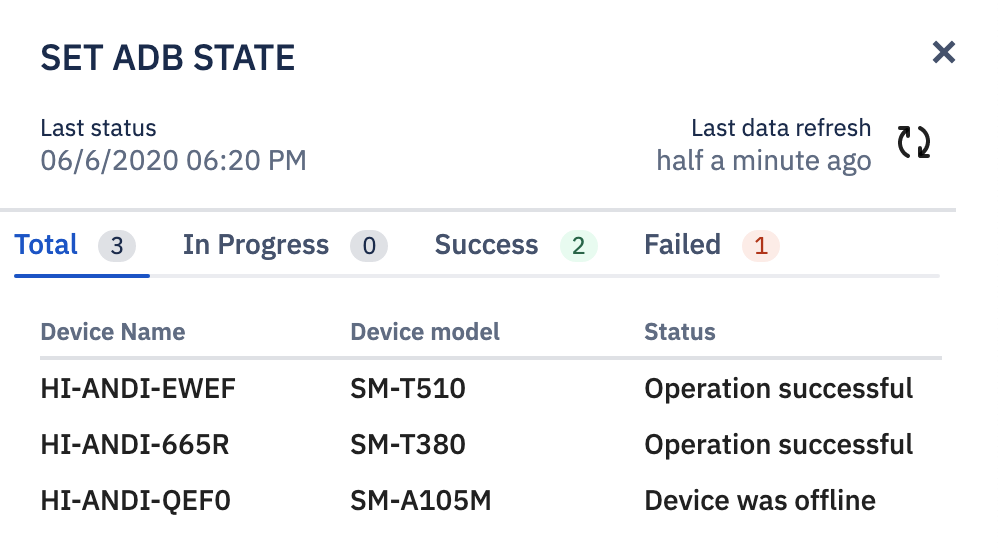 SET ADB STATE
Last status
06/6/2020 06:20 PM
Last data refresh
half a minute ago
Total 3 In Progress 0 Success 2 Failed 1
Device Name Device model Status
HI-ANDI-EWEF SM-T510 Operation successful
HI-ANDI-665R SM-T380 Operation successful
HI-ANDI-QEF0 SM-A105M Device was offline